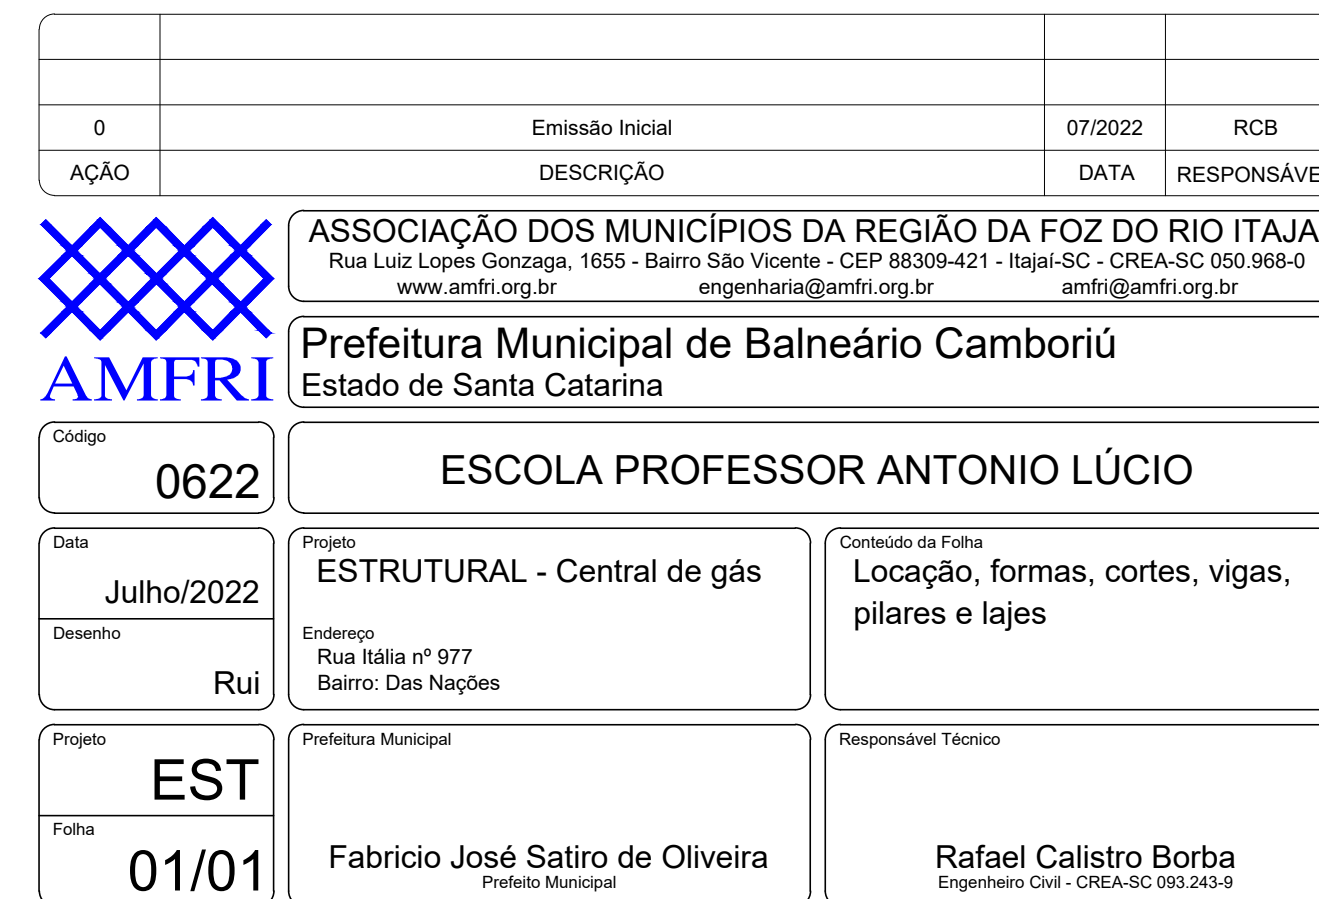 0 Emissão Inicial 07/2022 RCB
AÇÃO DESCRIÇÃO DATA RESPONSÁVE
ASSOCIAÇÃO DOS MUNICÍPIOS DA REGIÃO DA FOZ DO RIO ITAJA
Rua Luiz Lopes Gonzaga, 1655 - Bairro São Vicente - CEP 88309-421 - Itajaí-SC - CREA-SC 050.968-0
www.amfri.org.br engenharia@amfri.org.br amfri@amfri.org.br
AMFRI
Prefeitura Municipal de Balneário Camboriú
Estado de Santa Catarina
Código
0622
ESCOLA PROFESSOR ANTONIO LÚCIO
Data
Julho/2022
Desenho
Rui
Projeto
ESTRUTURAL - Central de gás
Endereço
Rua Itália nº 977
Bairro: Das Nações
Conteúdo da Folha
Locação, formas, cortes, vigas,
pilares e lajes
Projeto
EST
Folha
01/01
Prefeitura Municipal
Fabricio José Satiro de Oliveira
Prefeito Municipal
Responsável Técnico
Rafael Calistro Borba
Engenheiro Civil - CREA-SC 093.243-9